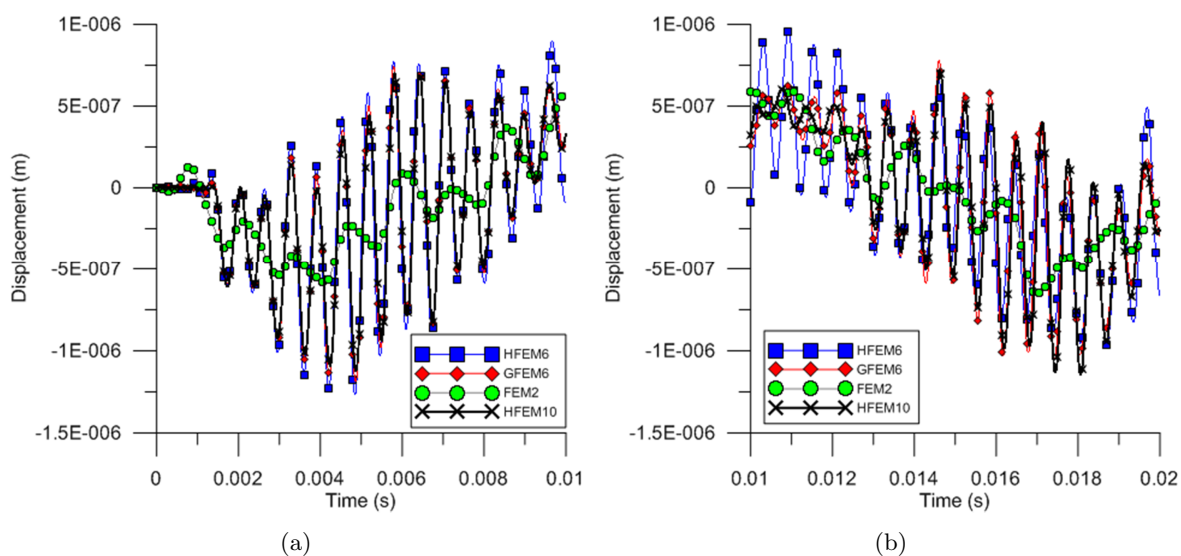 1E-006
5E-007
0
-5E-007
-1E-006
-1.5E-006
Displacement (m)
0 0.002 0.004 0.006 0.008 0.01
Time (s)
HFEM6
GFEM6
FEM2
HFEM10
(a)
1E-006
5E-007
0
-5E-007
-1E-006
-1.5E-006
Displacement (m)
0.01 0.012 0.014 0.016 0.018 0.02
Time (s)
HFEM6
GFEM6
FEM2
HFEM10
(b)